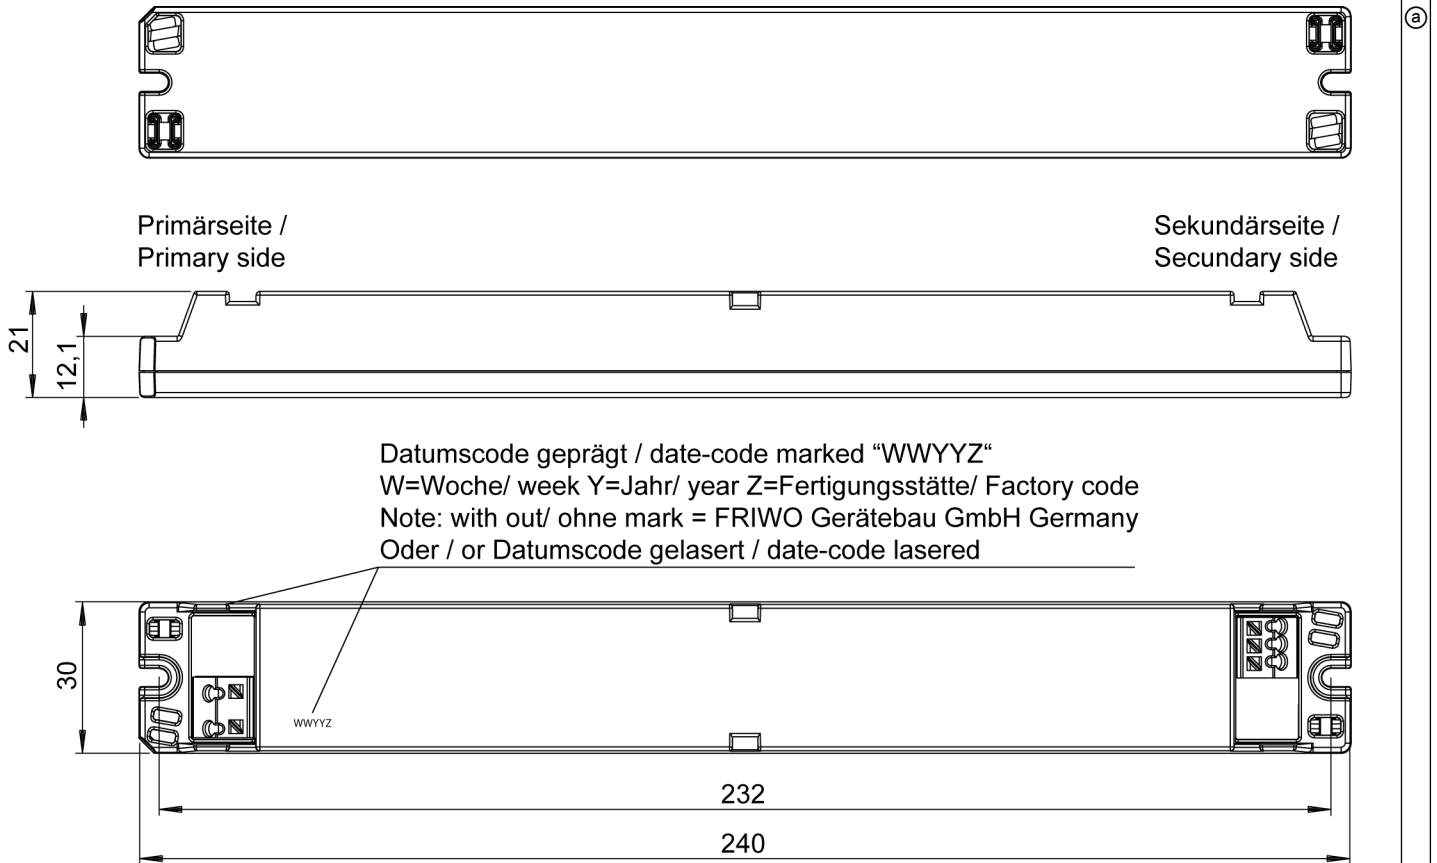 a
Primärseite /
Primary side
Sekundärseite /
Secundary side
21
12,1
Datumscode geprägt / date-code marked “WWYYZ“
W=Woche/ week Y=Jahr/ year Z=Fertigungsstätte/ Factory code
Note: with out/ ohne mark = FRIWO Gerätebau GmbH Germany
Oder / or Datumscode gelasert / date-code lasered
30
WWYYZ
232
240